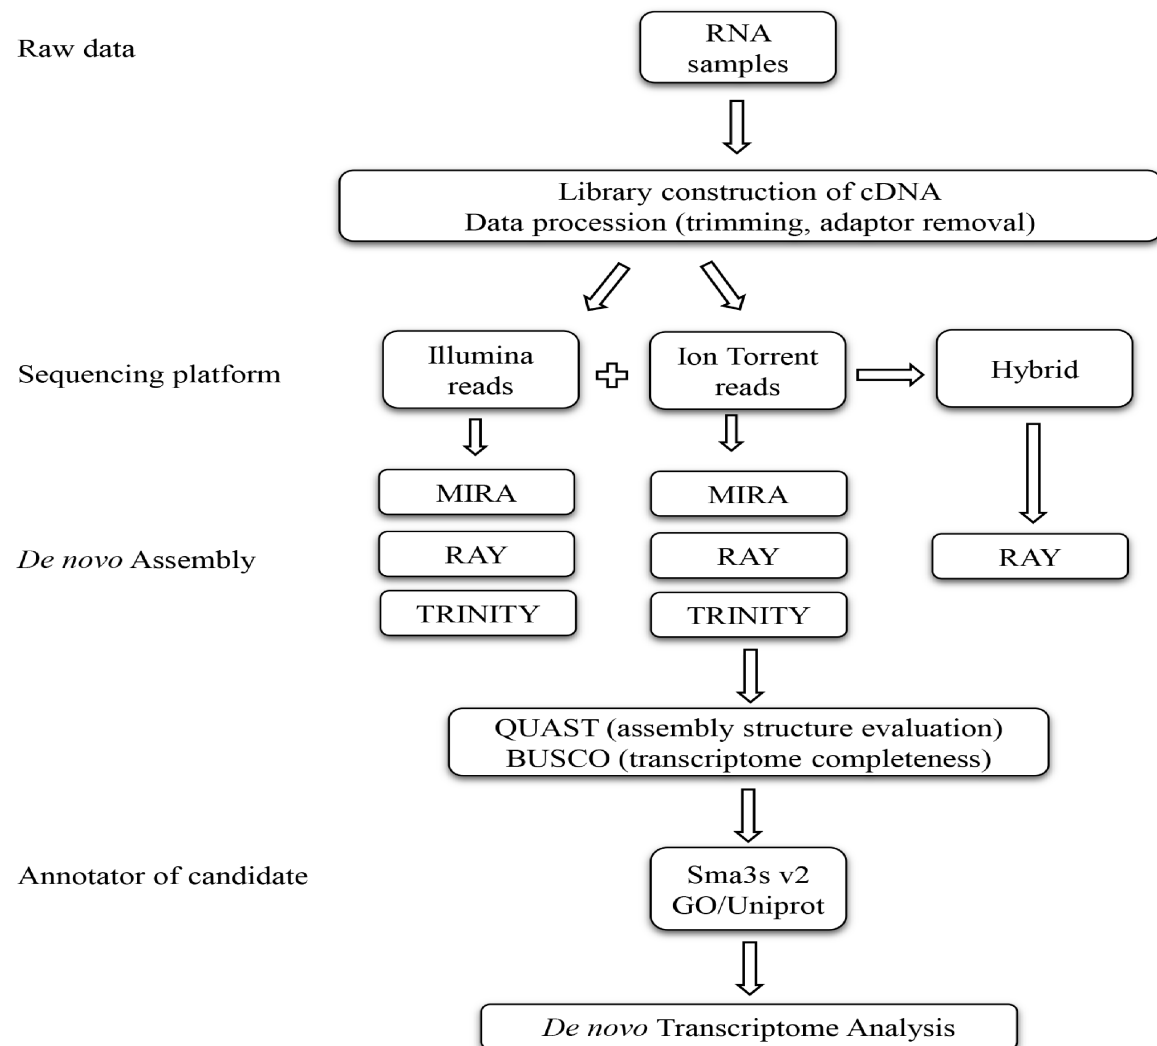 Raw data
RNA
samples
Library construction of cDNA
Data procession (trimming, adaptor removal)
Sequencing platform
Illumina
reads
Ion Torrent
reads
Hybrid
MIRA
MIRA
De novo Assembly
RAY
RAY
RAY
TRINITY
TRINITY
QUAST (assembly structure evaluation)
BUSCO (transcriptome completeness)
Annotator of candidate
Sma3s v2
GO/Uniprot
De novo Transcriptome Analysis